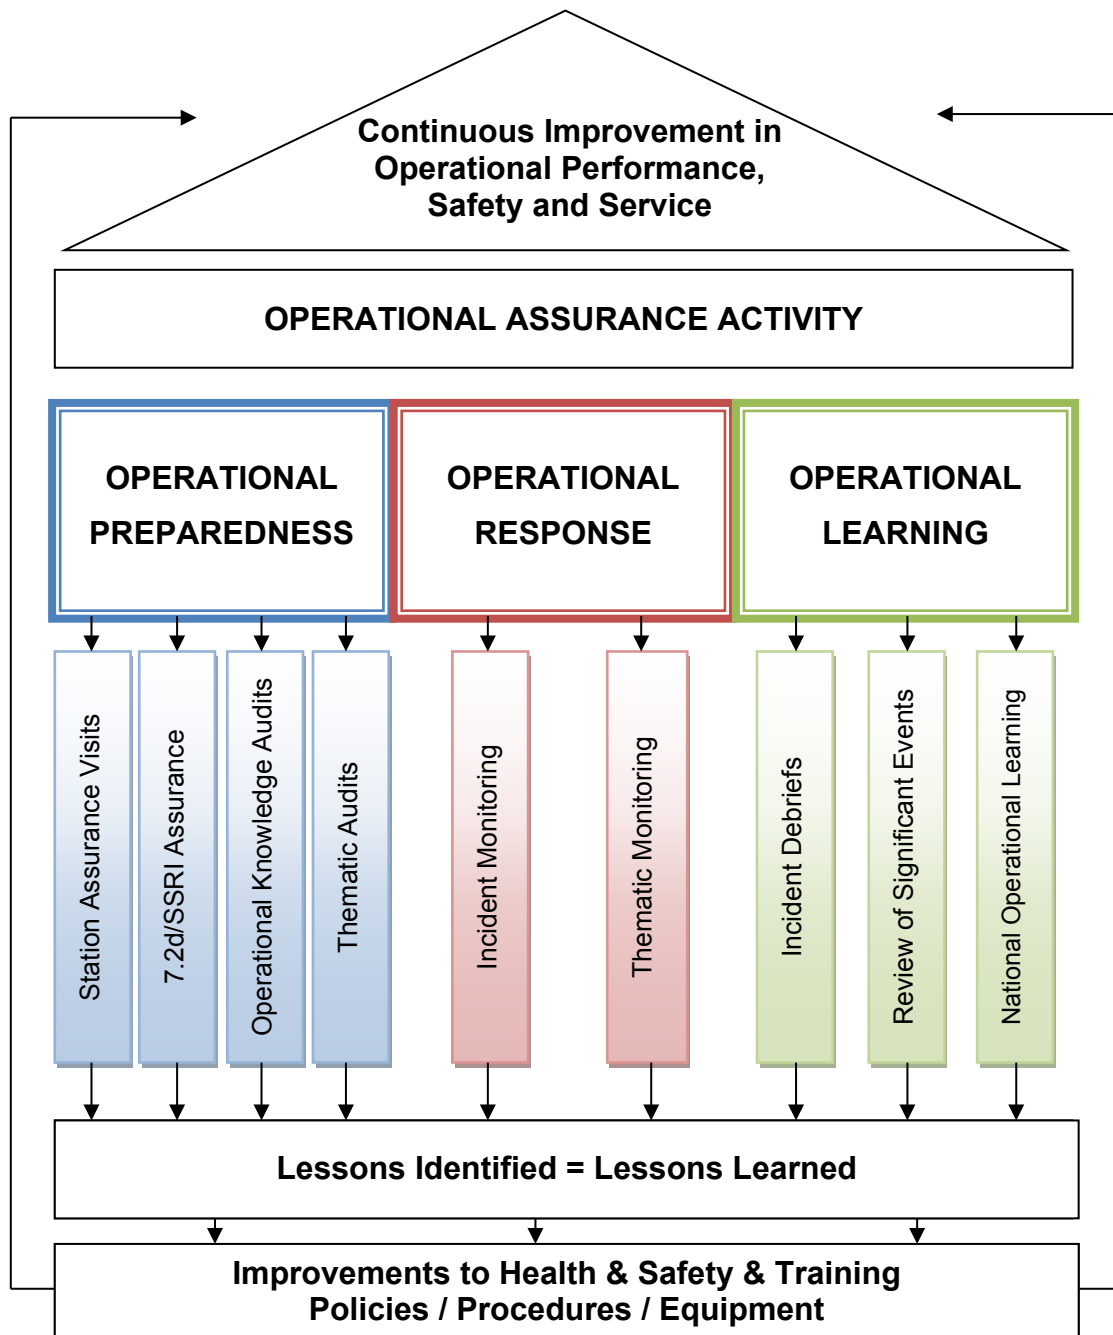 Continuous Improvement in
Operational Performance,
Safety and Service
OPERATIONAL ASSURANCE ACTIVITY
OPERATIONAL
PREPAREDNESS
OPERATIONAL
RESPONSE
OPERATIONAL
LEARNING
Station Assurance Visits
7.2d/SSRI Assurance
Operational Knowledge Audits
Thematic Audits
Incident Monitoring
Thematic Monitoring
Incident Debriefs
Review of Significant Events
National Operational Learning
Lessons Identified = Lessons Learned
Improvements to Health & Safety & Training
Policies / Procedures / Equipment